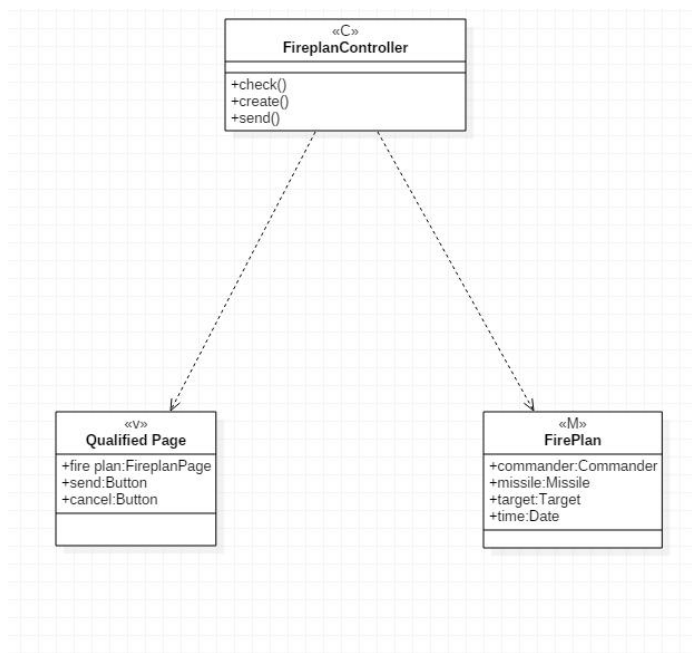 «C»
FireplanController
+check()
+create()
+send()
«v»
Qualified Page
+fire plan:FireplanPage
+send:Button
+cancel:Button
«M»
FirePlan
+commander:Commander
+missile:Missile
+target:Target
+time:Date